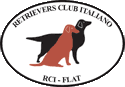 RETRIEVERS CLUB ITALIANO
RCI - FLAT